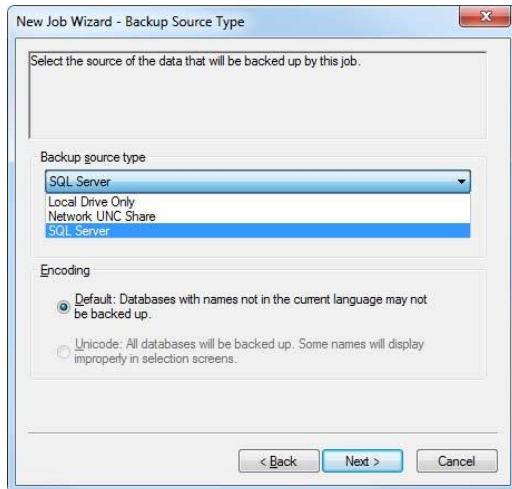 New Job Wizard - Backup Source Type
Select the source of the data that will be backed up by this job.
Backup source type
SQL Server
Local Drive Only
Network UNC Share
SQL Server
Encoding
Default: Databases with names not in the current language may not
be backed up.
Unicode: All databases will be backed up. Some names will display
improperly in selection screens.
< Back Next > Cancel